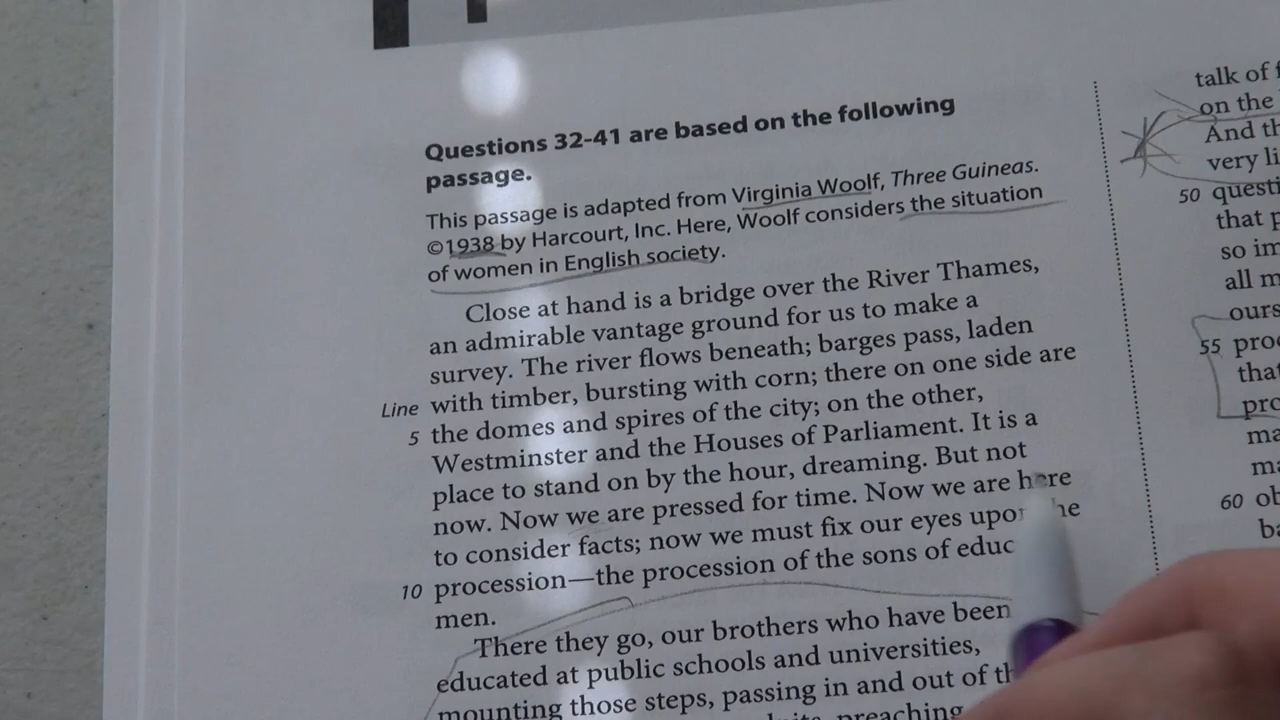 Questions 32-41 are based on the following
passage.
This passage is adapted from Virginia Woolf, Three Guineas.
©1938 by Harcourt, Inc. Here, Woolf considers the situation
of women in English society.
Close at hand is a bridge over the River Thames,
an admirable vantage ground for us to make a
survey. The river flows beneath; barges pass, laden
Line with timber, bursting with corn; there on one side are
5 the domes and spires of the city; on the other,
Westminster and the Houses of Parliament. It is a
place to stand on by the hour, dreaming. But not
now. Now we are pressed for time. Now we are here
to consider facts; now we must fix our eyes upon the
10 procession—the procession of the sons of educ
men.
There they go, our brothers who have been
educated at public schools and universities,
mounting those steps, passing in and out of th
preaching
talk of
on the
And th
very li
50 questi
that p
so im
all m
ours
55 pro
that
pro
ma
ma
60 ob
ba